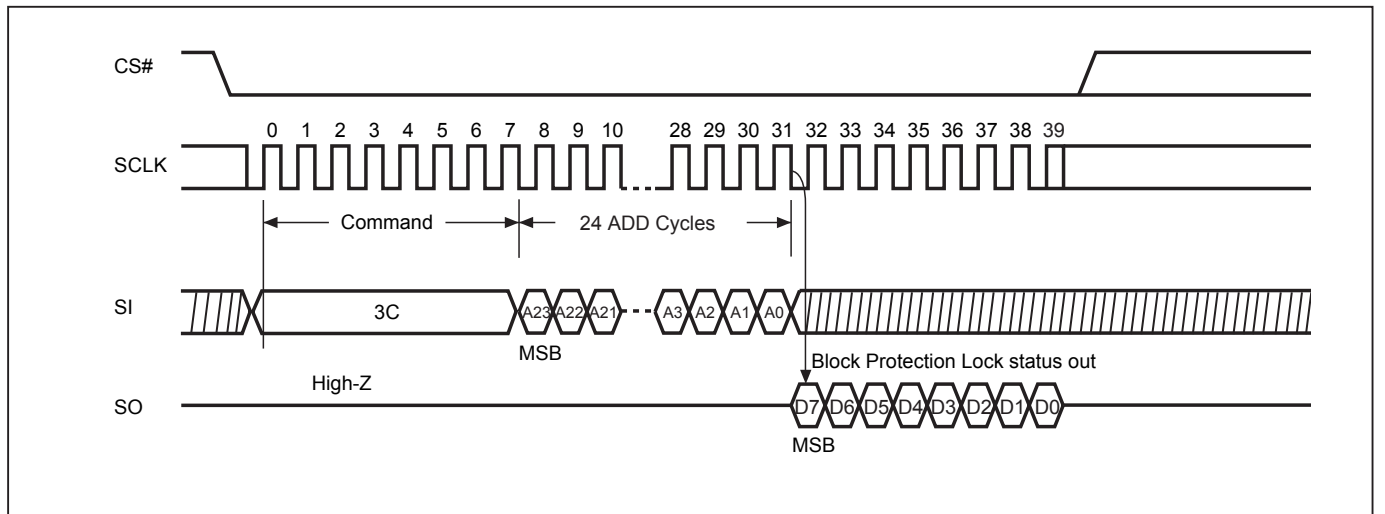 CS#
0 1 2 3 4 5 6 7 8 9 10 28 29 30 31 32 33 34 35 36 37 38 39
SCLK
Command 24 ADD Cycles
SI 3C A23 A22 A21 A3 A2 A1 A0
MSB
Block Protection Lock status out
High-Z
SO D7 D6 D5 D4 D3 D2 D1 D0
MSB